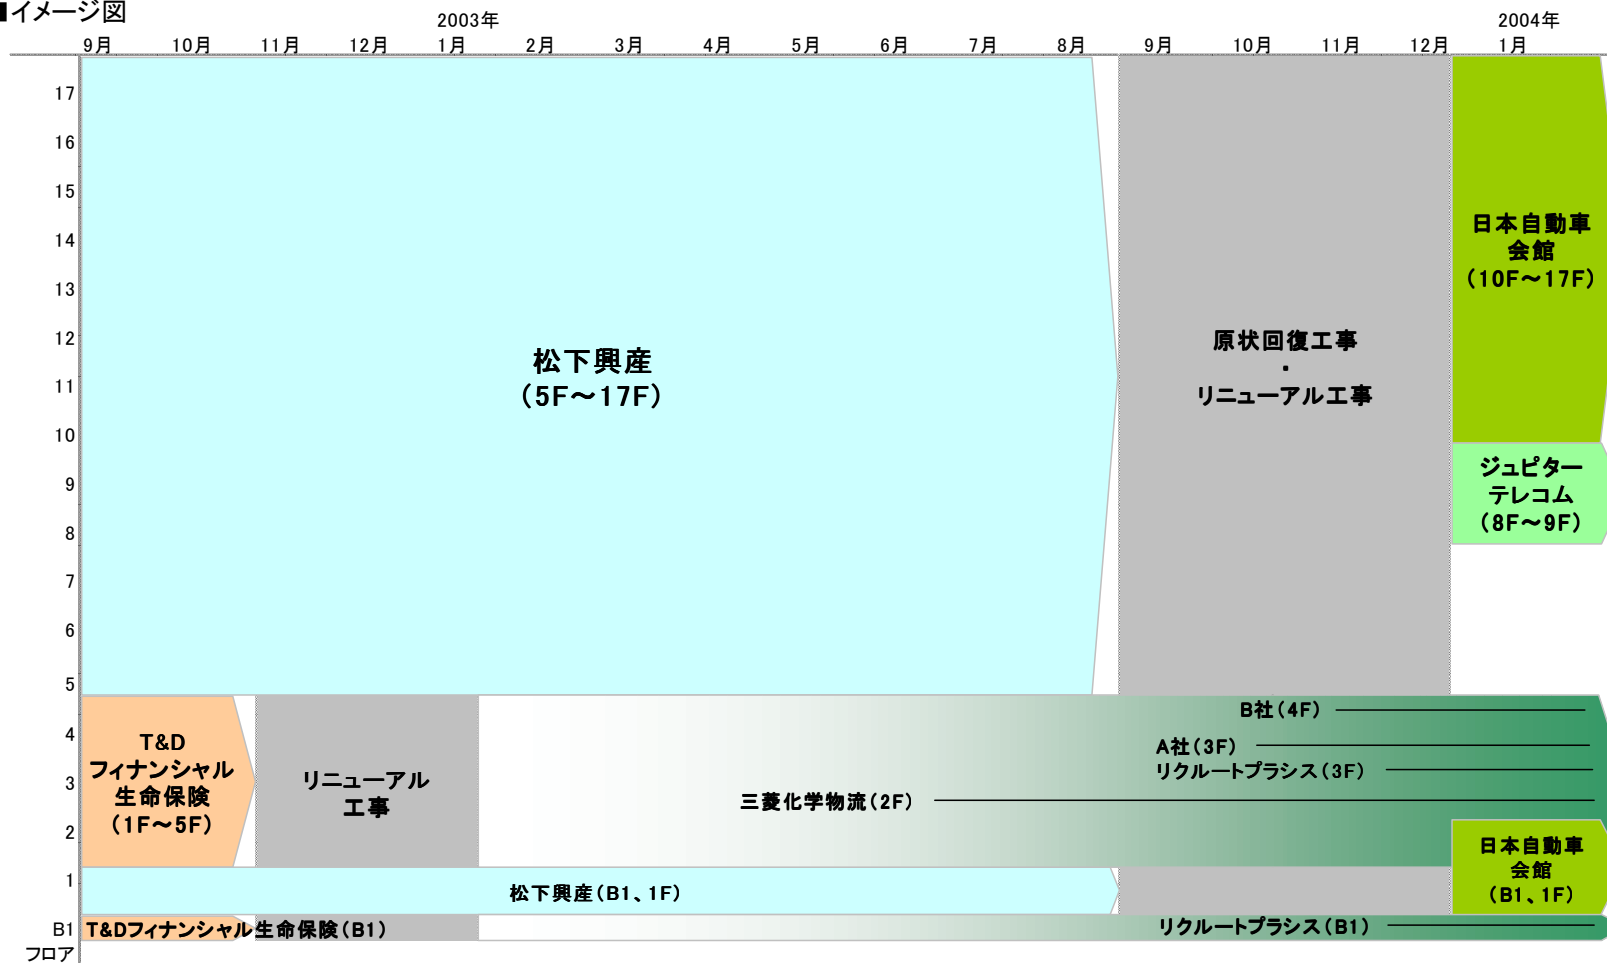 ■イメージ図
2003年
2004年
9月 10月 11月 12月 1月 2月 3月 4月 5月 6月 7月 8月 9月 10月 11月 12月 1月
17
16
15
14
13
12
11
10
9
8
7
6
5
4
3
2
1
B1
フロア
松下興産
（5F～17F）
原状回復工事
・
リニューアル工事
日本自動車
会館
（10F～17F）
ジュピター
テレコム
（8F～9F）
T&D
フィナンシャル
生命保険
（1F～5F）
リニューアル
工事
B社（4F）
A社（3F）
リクルートプラシス（3F）
三菱化学物流（2F）
日本自動車
会館
（B1、1F）
松下興産（B1、1F）
T&Dフィナンシャル生命保険（B1）
リクルートプラシス（B1）